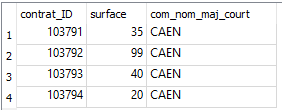 contrat_ID surface com_nom_maj_court
1 103791 35 CAEN
2 103792 99 CAEN
3 103793 40 CAEN
4 103794 20 CAEN